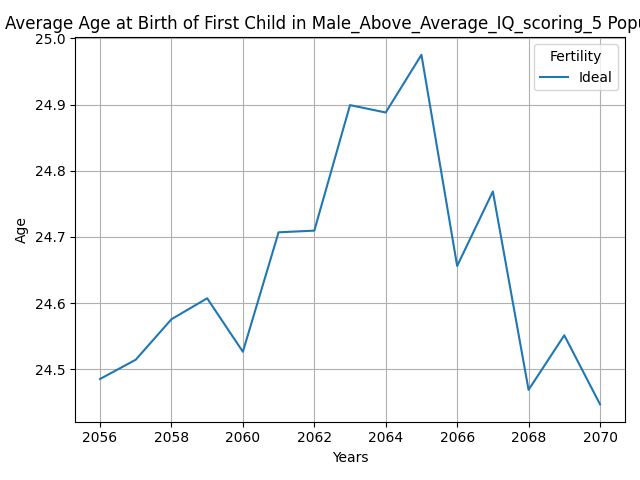 Average Age at Birth of First Child in Male_Above_Average_IQ_scoring_5
25.0
24.9
24.8
24.7
24.6
24.5
Age
Fertility
Ideal
2056 2058 2060 2062 2064 2066 2068 2070
Years